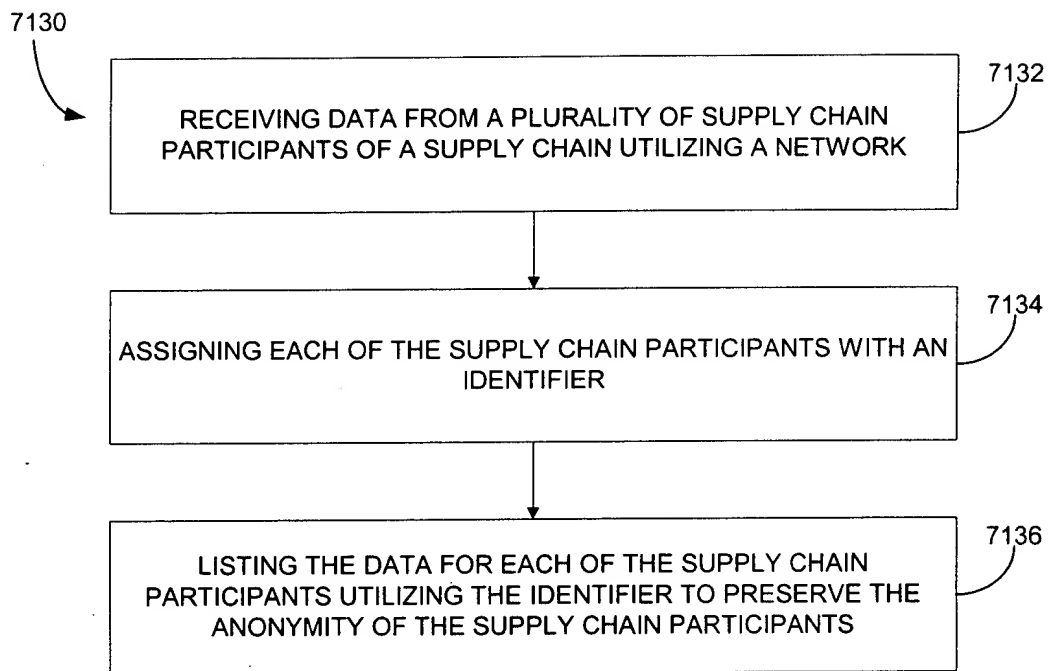 7130
7132
RECEIVING DATA FROM A PLURALITY OF SUPPLY CHAIN
PARTICIPANTS OF A SUPPLY CHAIN UTILIZING A NETWORK
7134
ASSIGNING EACH OF THE SUPPLY CHAIN PARTICIPANTS WITH AN
IDENTIFIER
7136
LISTING THE DATA FOR EACH OF THE SUPPLY CHAIN
PARTICIPANTS UTILIZING THE IDENTIFIER TO PRESERVE THE
ANONYMITY OF THE SUPPLY CHAIN PARTICIPANTS